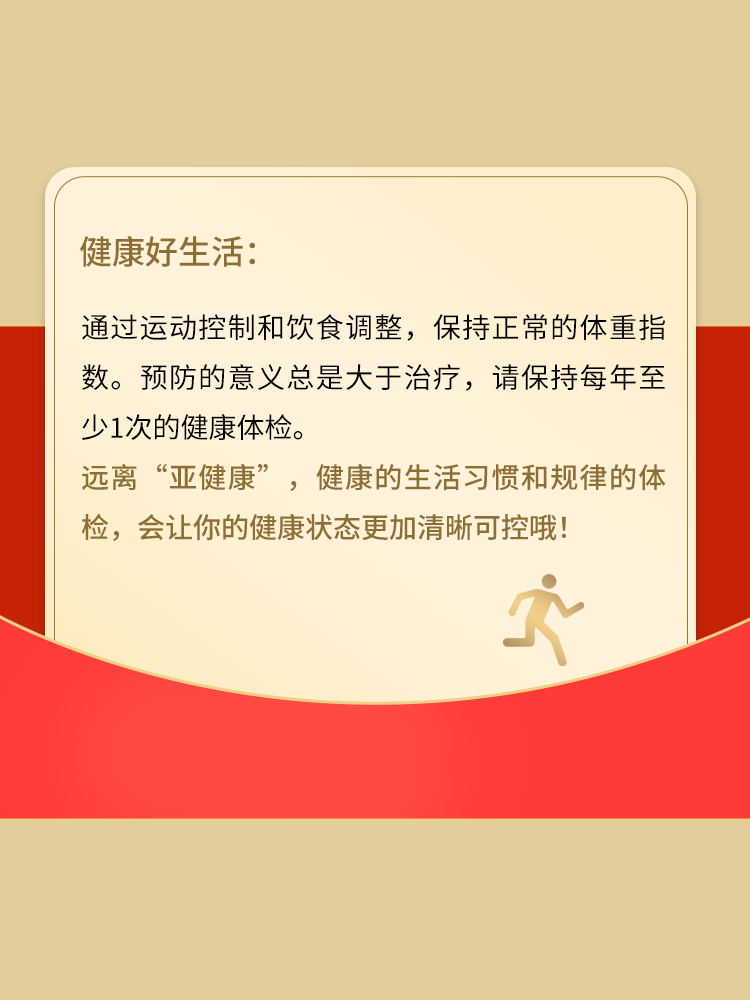 健康好生活：
通过运动控制和饮食调整，保持正常的体重指
数。预防的意义总是大于治疗，请保持每年至
少1次的健康体检。
远离“亚健康”，健康的生活习惯和规律的体
检，会让你的健康状态更加清晰可控哦！